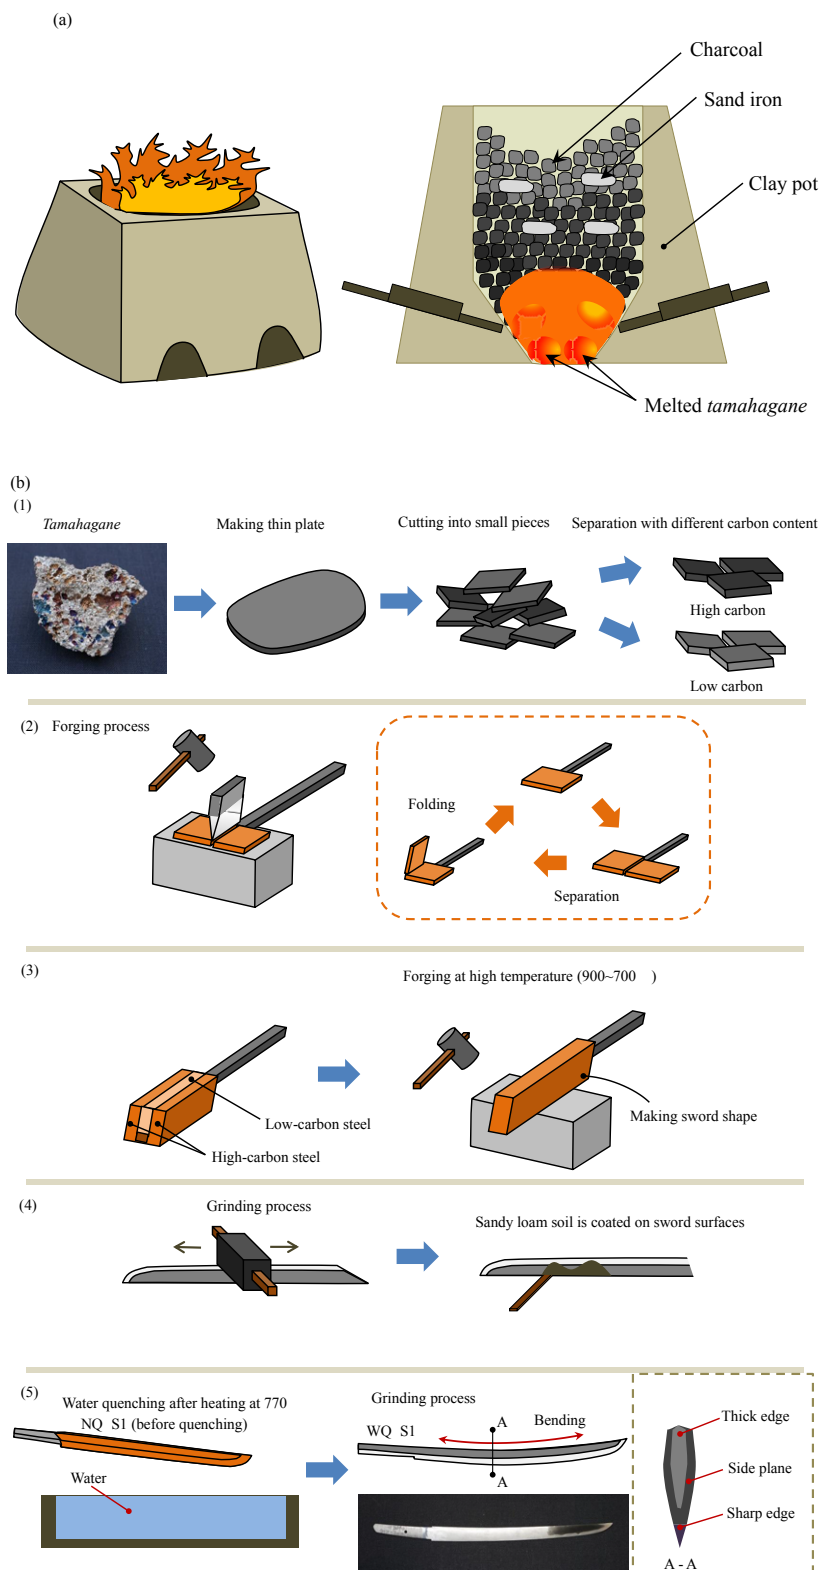 (a)
Charcoal
Sand iron
Clay pot
Melted tamahagane
(b)
(1)
Tamahagane
Making thin plate
Cutting into small pieces
Separation with different carbon content
High carbon
Low carbon
(2) Forging process
Folding
Separation
(3)
Forging at high temperature (900~700 )
Low-carbon steel
High-carbon steel
Making sword shape
(4)
Grinding process
Sandy loam soil is coated on sword surfaces
(5)
Water quenching after heating at 770
NQ S1 (before quenching)
Water
Grinding process
WQ S1
A
Bending
A
Thick edge
Side plane
Sharp edge
A - A